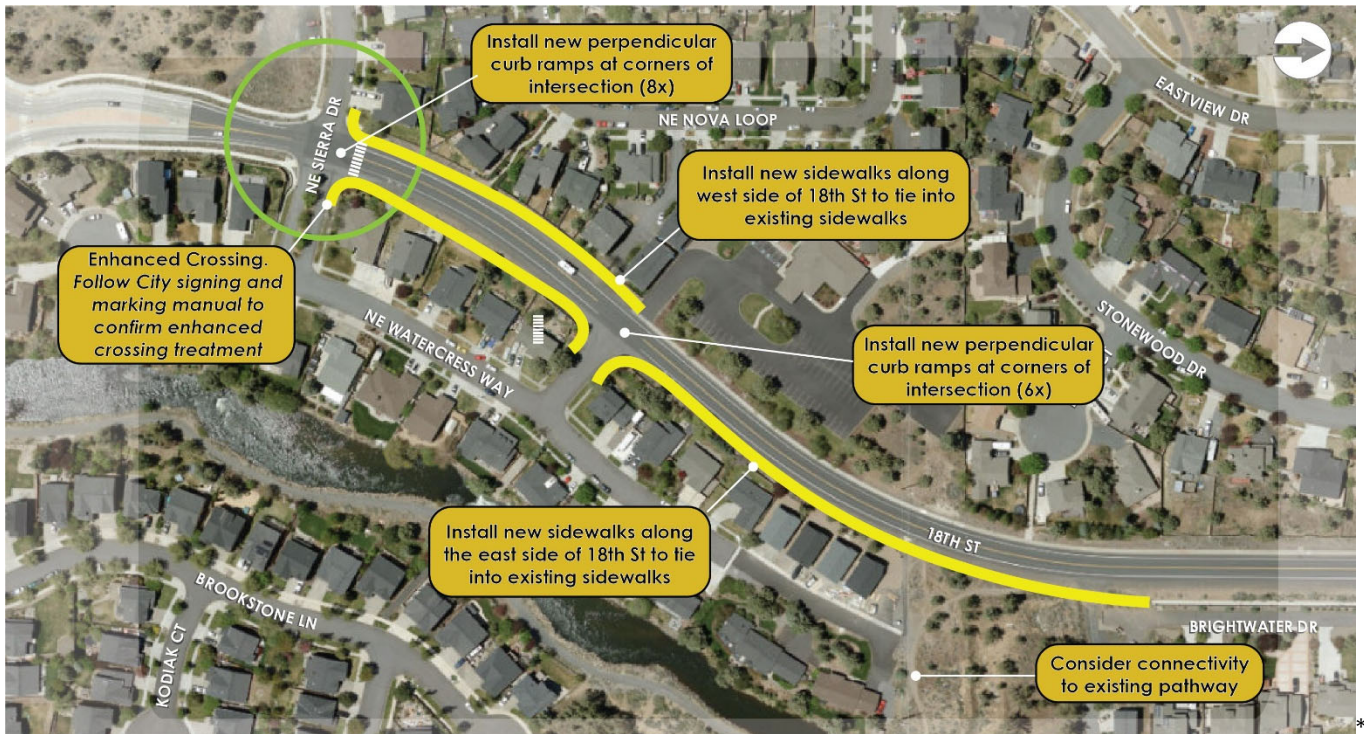 Install new perpendicular
curb ramps at corners of
intersection (8x)
NE SIERRA DR
NE NOVA LOOP
EASTVIEW DR
Install new sidewalks along
west side of 18th St to tie into
existing sidewalks
Enhanced Crossing.
Follow City signing and
marking manual to
confirm enhanced
crossing treatment
NE WATERCRESS WAY
STONEWOOD DR
Install new perpendicular
curb ramps at corners of
intersection (6x)
Install new sidewalks along
the east side of 18th St to tie
into existing sidewalks
18TH ST
BROOKSTONE LN
KODIAK CT
BRIGHTWATER DR
Consider connectivity
to existing pathway
*